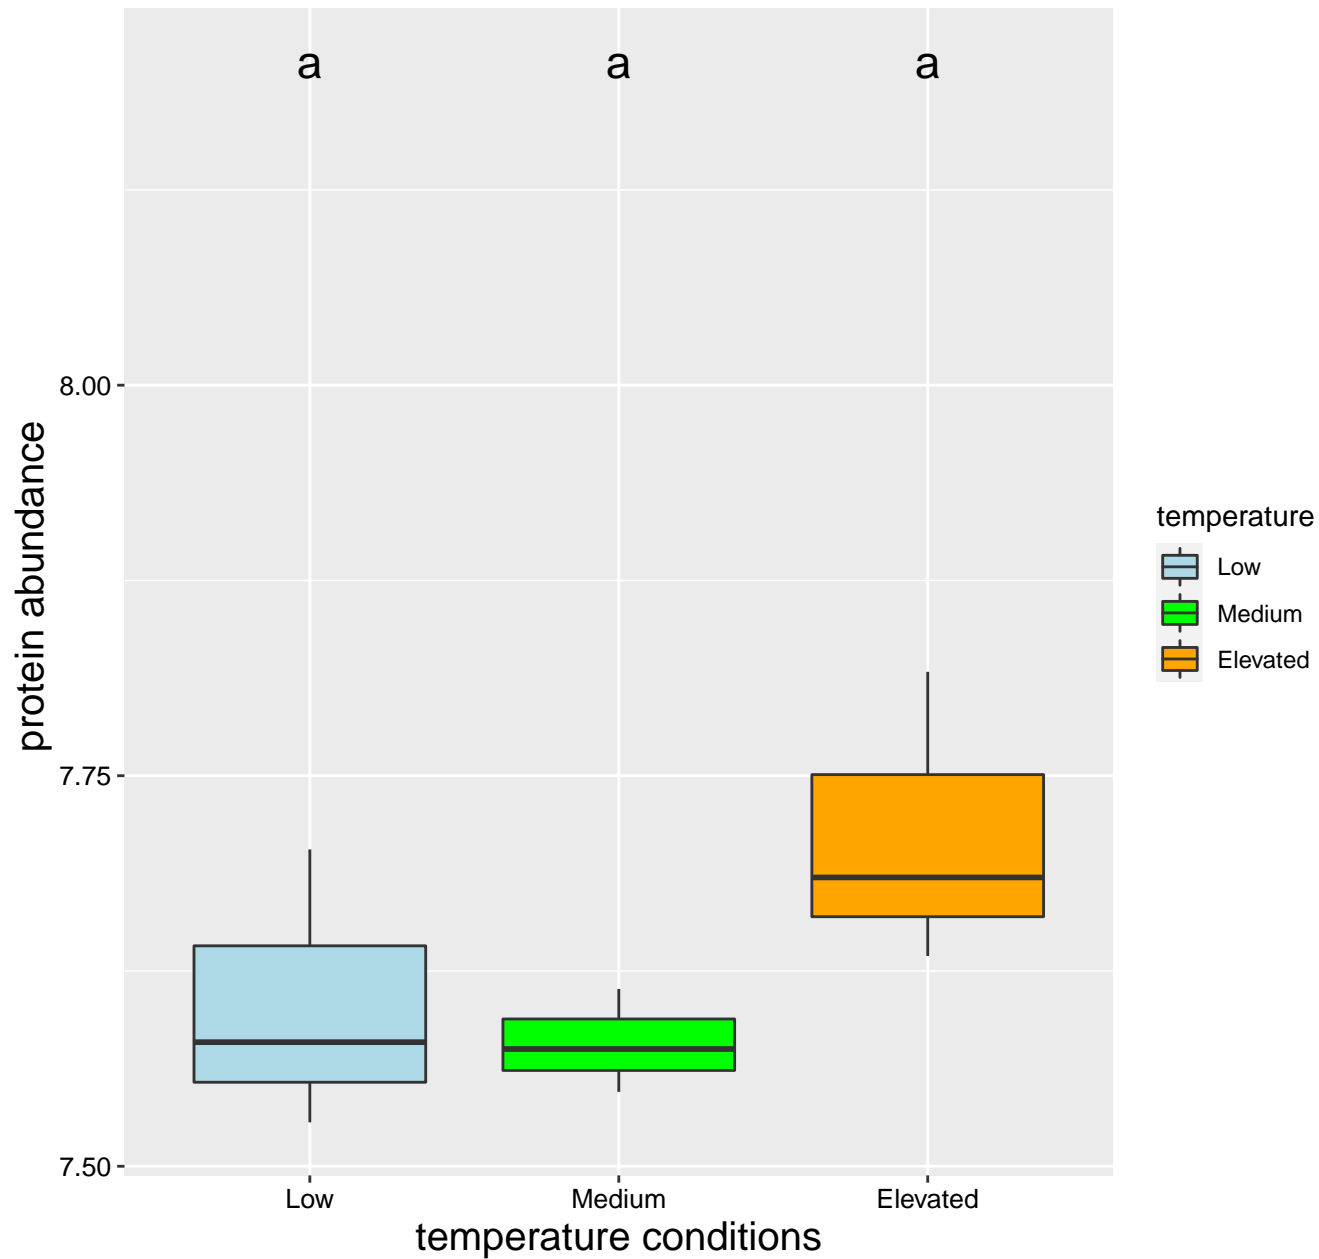 a a a
8.00
7.75
7.50
protein abundance
Low Medium Elevated
temperature conditions
temperature
Low
Medium
Elevated